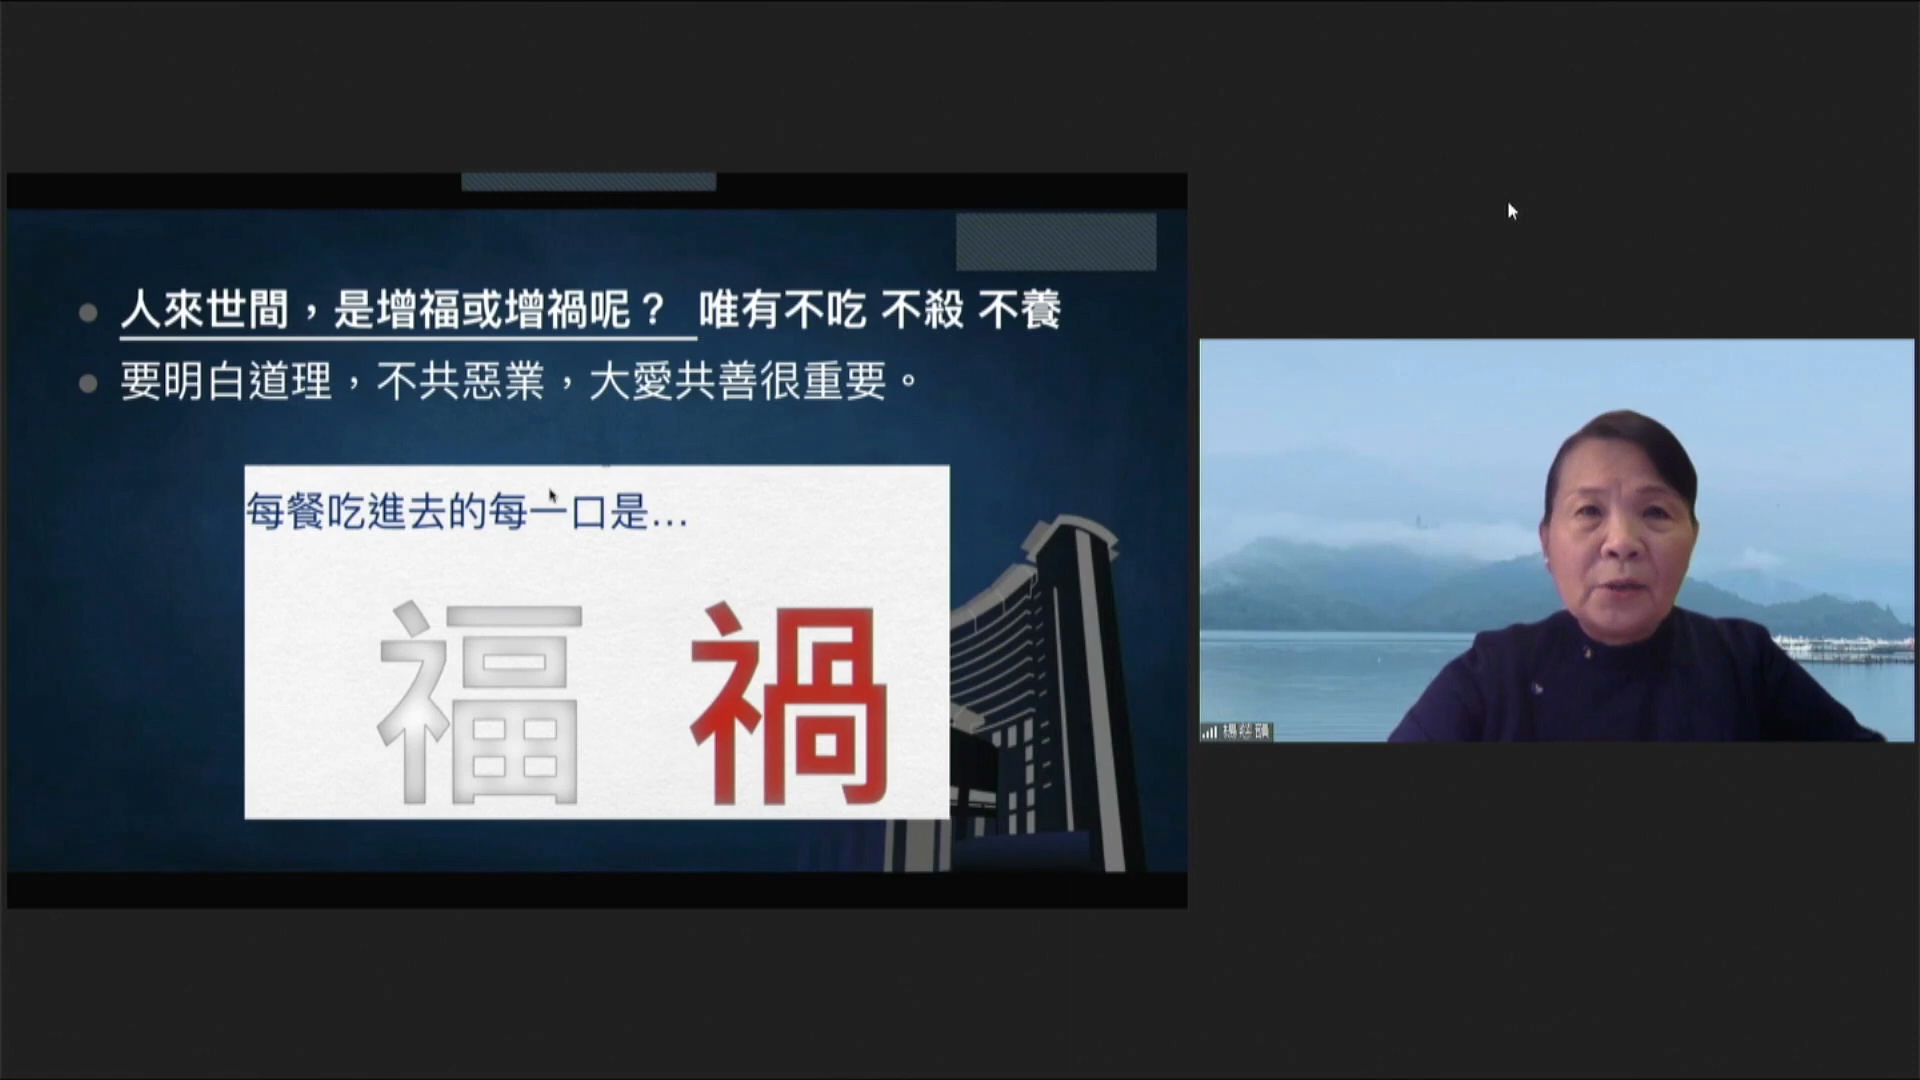 人來世間，是增福或增禍呢？ 唯有不吃 不殺 不養
要明白道理，不共惡業，大愛共善很重要。
每餐吃進去的每一口是...
福 禍